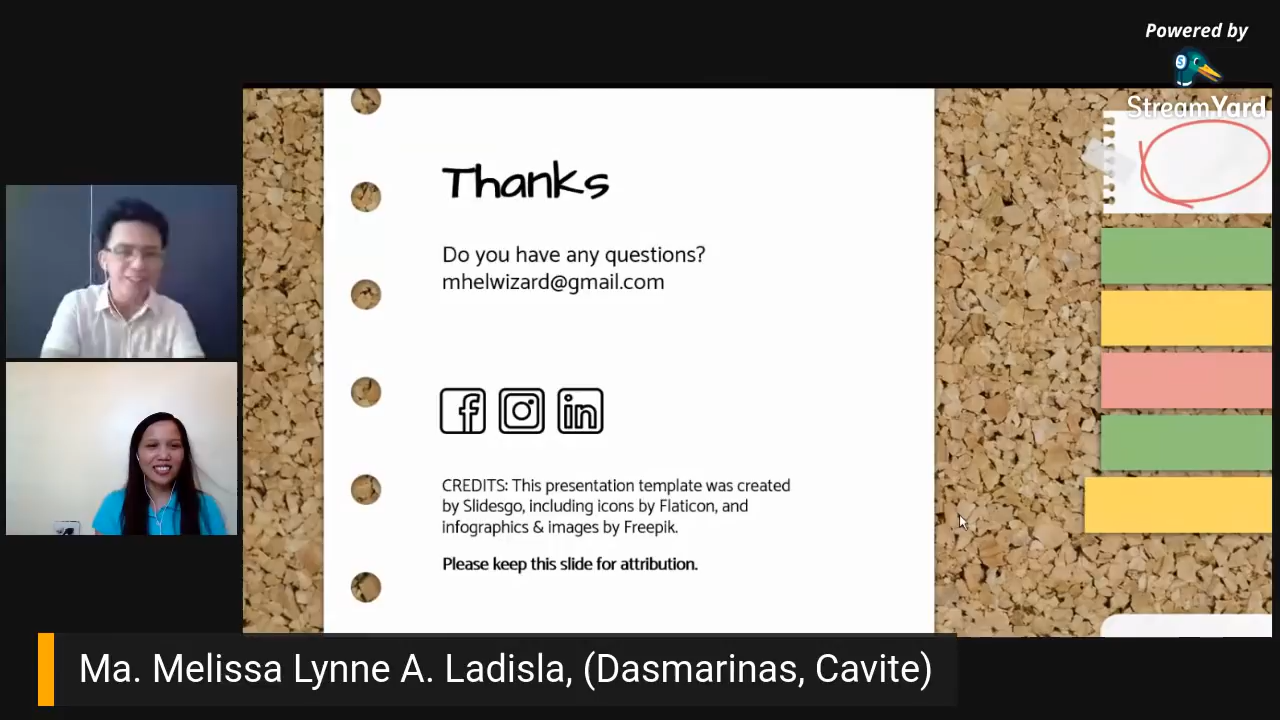 Powered by
StreamYard
Thanks
Do you have any questions?
mhelwizard@gmail.com
CREDITS: This presentation template was created
by Slidesgo, including icons by Flaticon, and
infographics & images by Freepik.
Please keep this slide for attribution.
Ma. Melissa Lynne A. Ladisla, (Dasmarinas, Cavite)